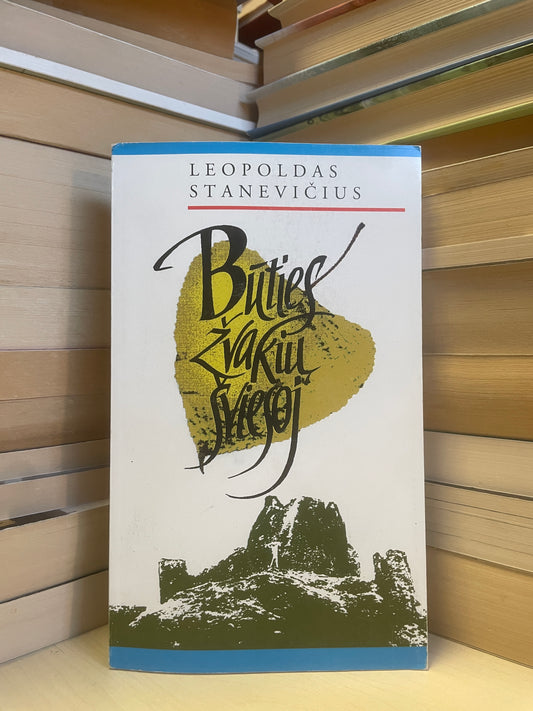 LEOPOLDAS
STANEVIČIUS
Būties
žvakių
šviesoj